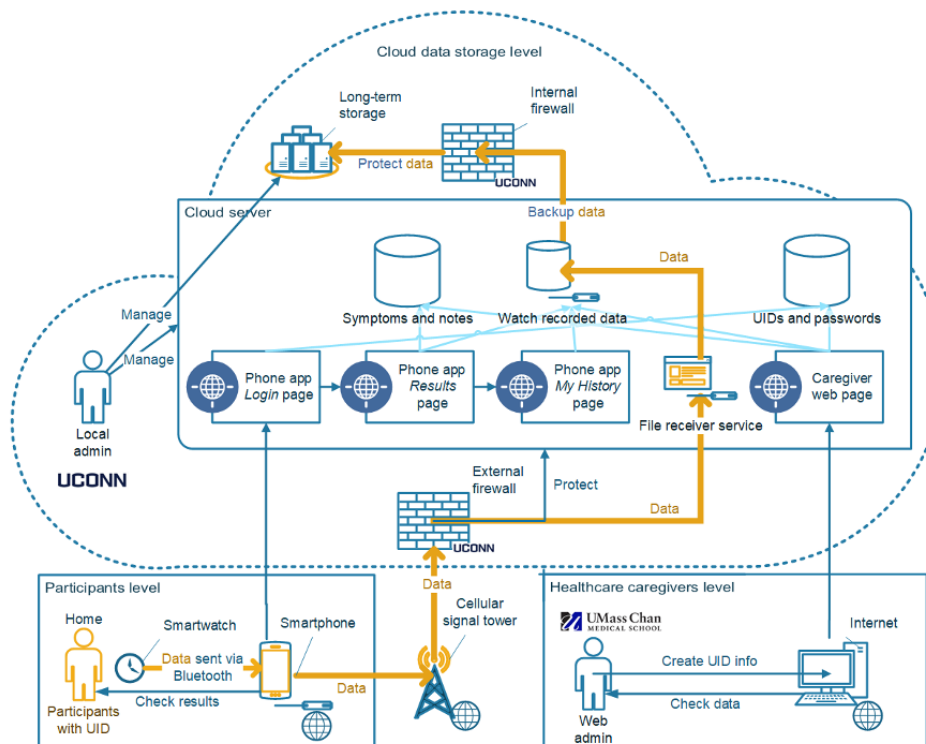 Cloud data storage level
Long-term
storage
Internal
firewall
Protect data
UCONN
Cloud server
Backup data
Data
Manage
Symptoms and notes
Watch recorded data
UIDs and passwords
Manage
Phone app
Login page
Phone app
Results
page
Phone app
My History
page
Caregiver
web page
Local
admin
File receiver service
UCONN
External
firewall
Protect
Data
UCONN
Participants level
Data
Healthcare caregivers level
Home
Smartwatch
Smartphone
Cellular
signal tower
UMass Chan
MEDICAL SCHOOL
Internet
Data sent via
Bluetooth
Create UID info
Data
Check results
Check data
Participants
with UID
Web
admin